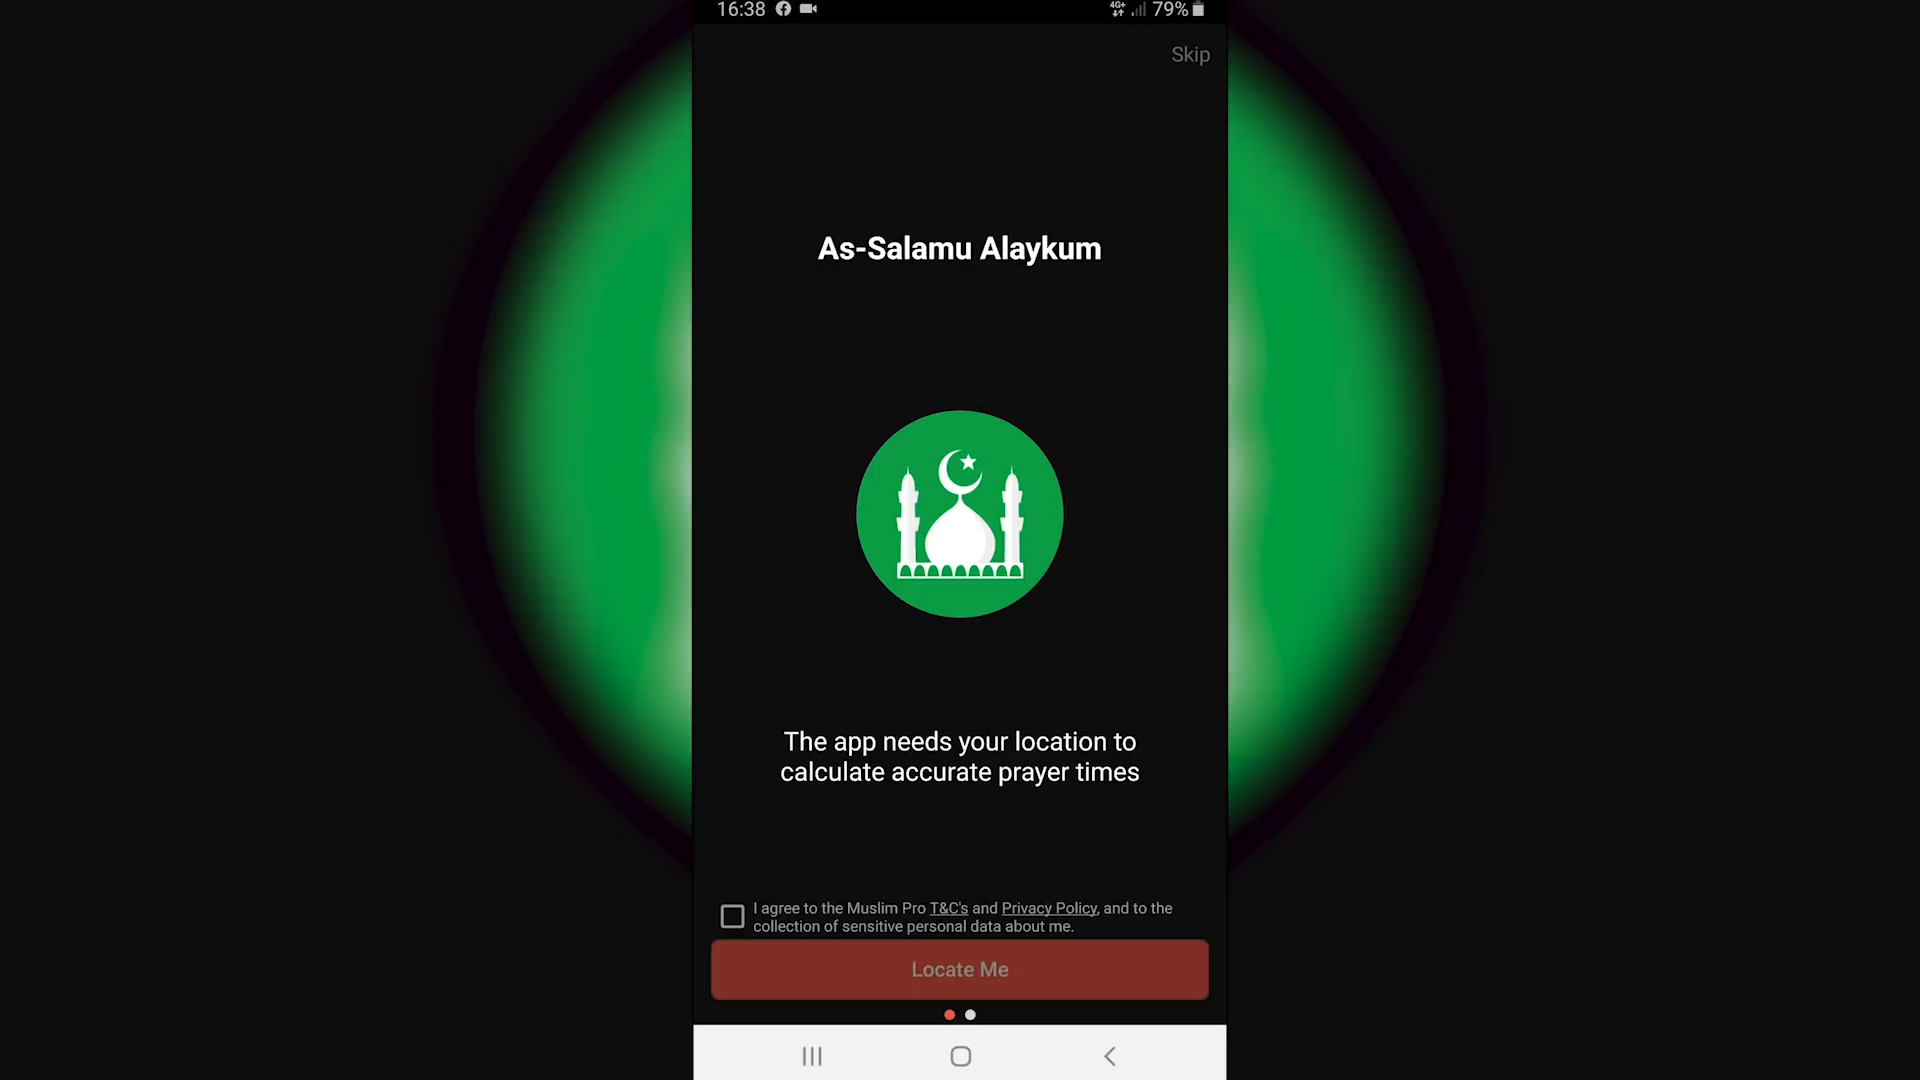 16:38 4G+ 79%
Skip
As-Salamu Alaykum
The app needs your location to
calculate accurate prayer times
I agree to the Muslim Pro T&C's and Privacy Policy, and to the
collection of sensitive personal data about me.
Locate Me